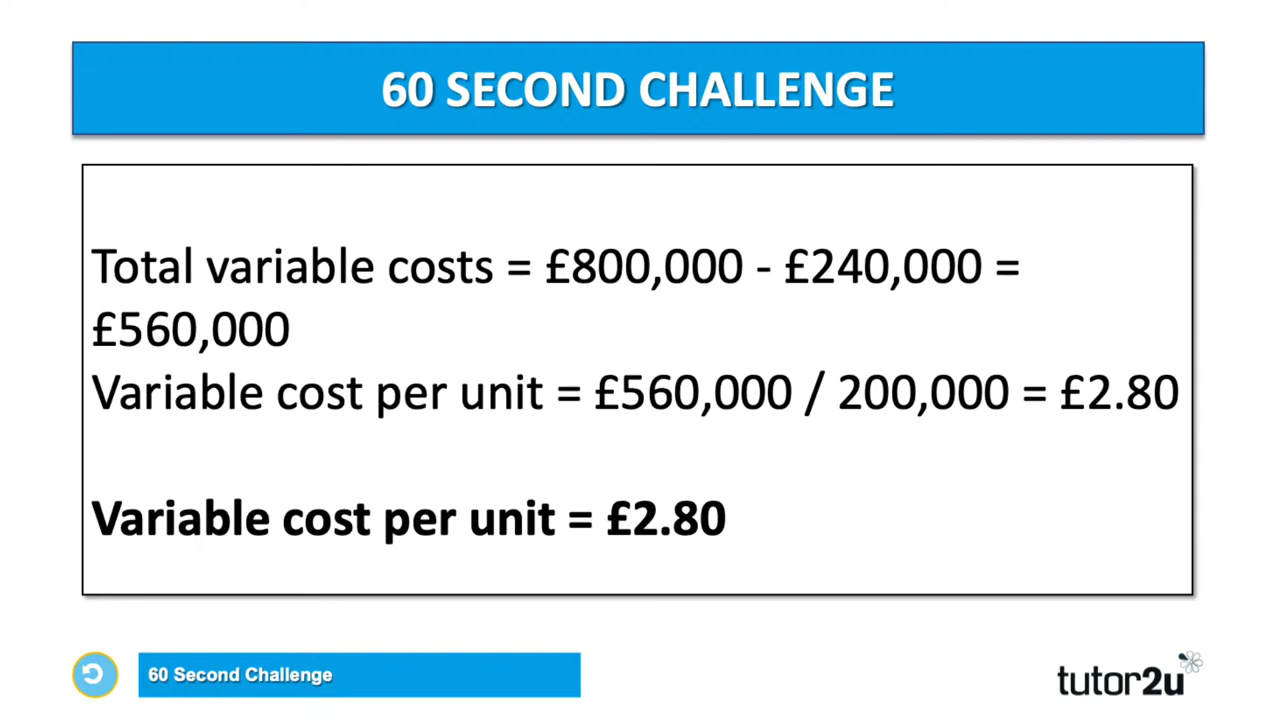 60 SECOND CHALLENGE
Total variable costs = £800,000 - £240,000 =
£560,000
Variable cost per unit = £560,000 / 200,000 = £2.80
Variable cost per unit = £2.80
60 Second Challenge
tutor2u